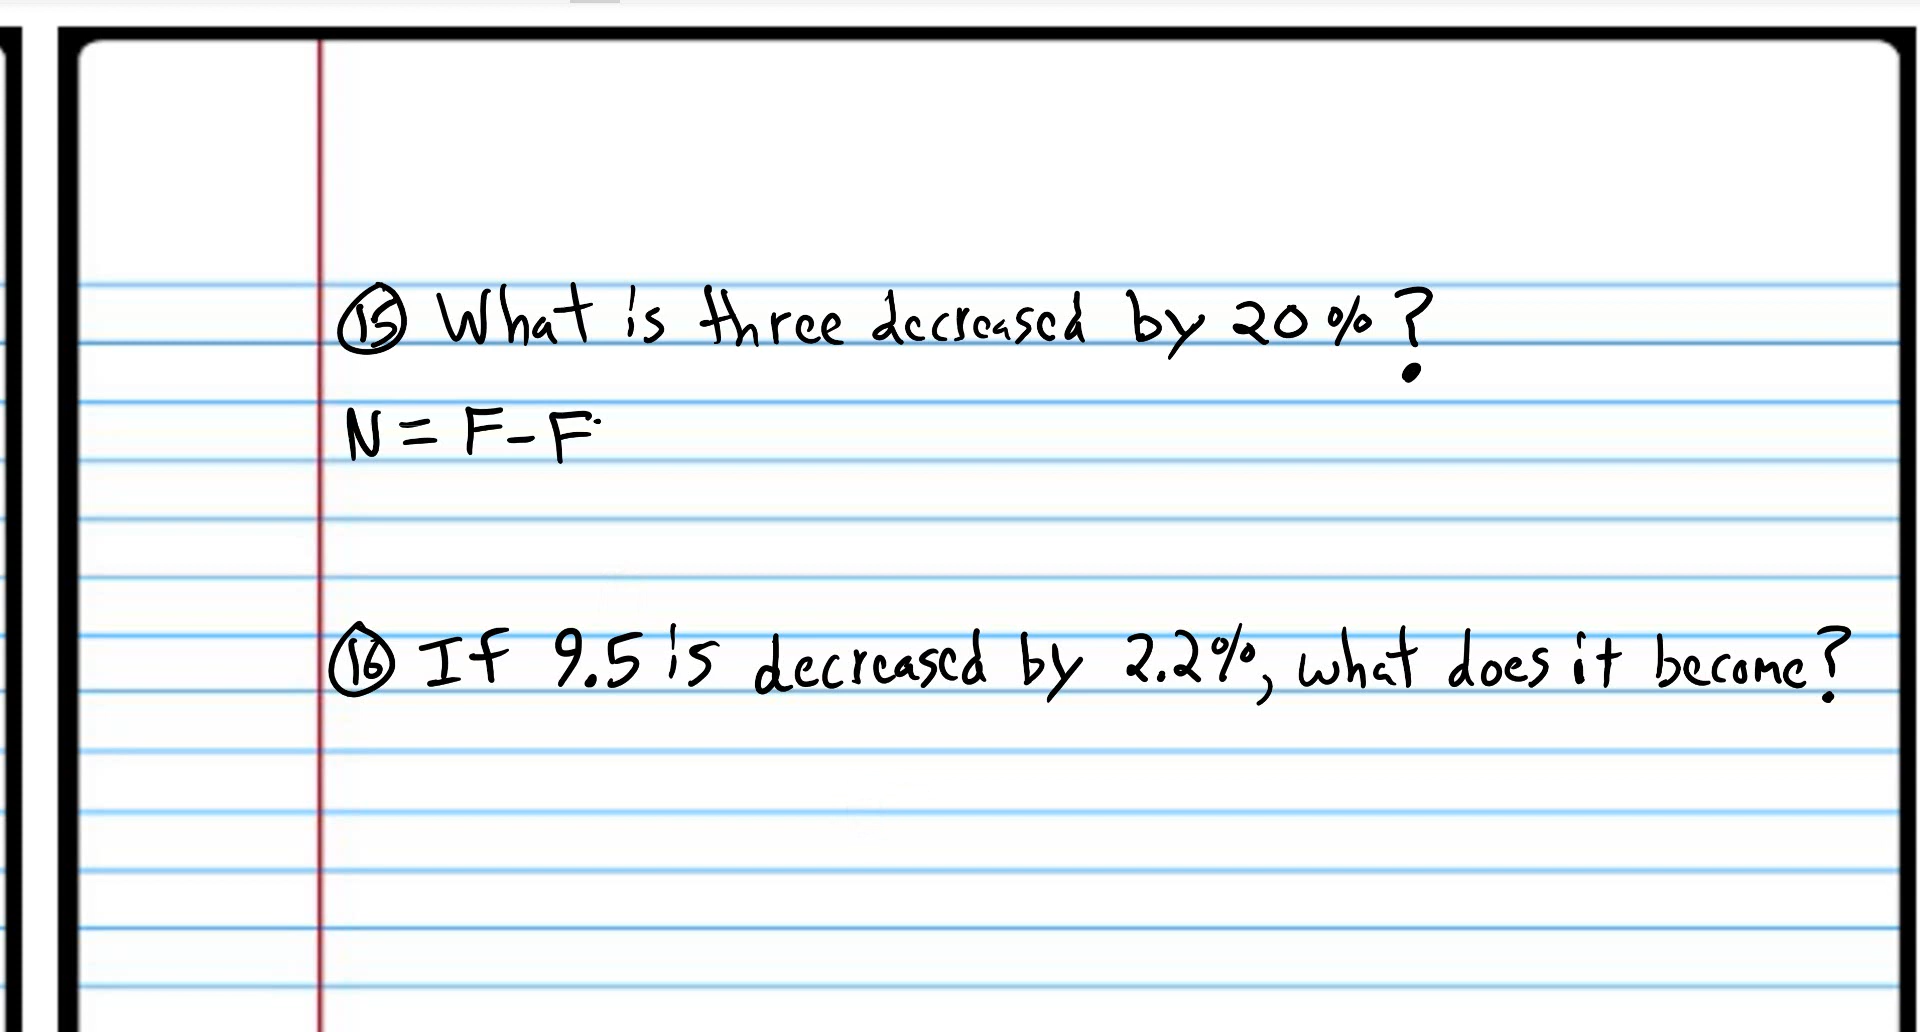 15 What is three decreased by 20%?
N = F - F
16 If 9.5 is decreased by 2.2%, what does it become?